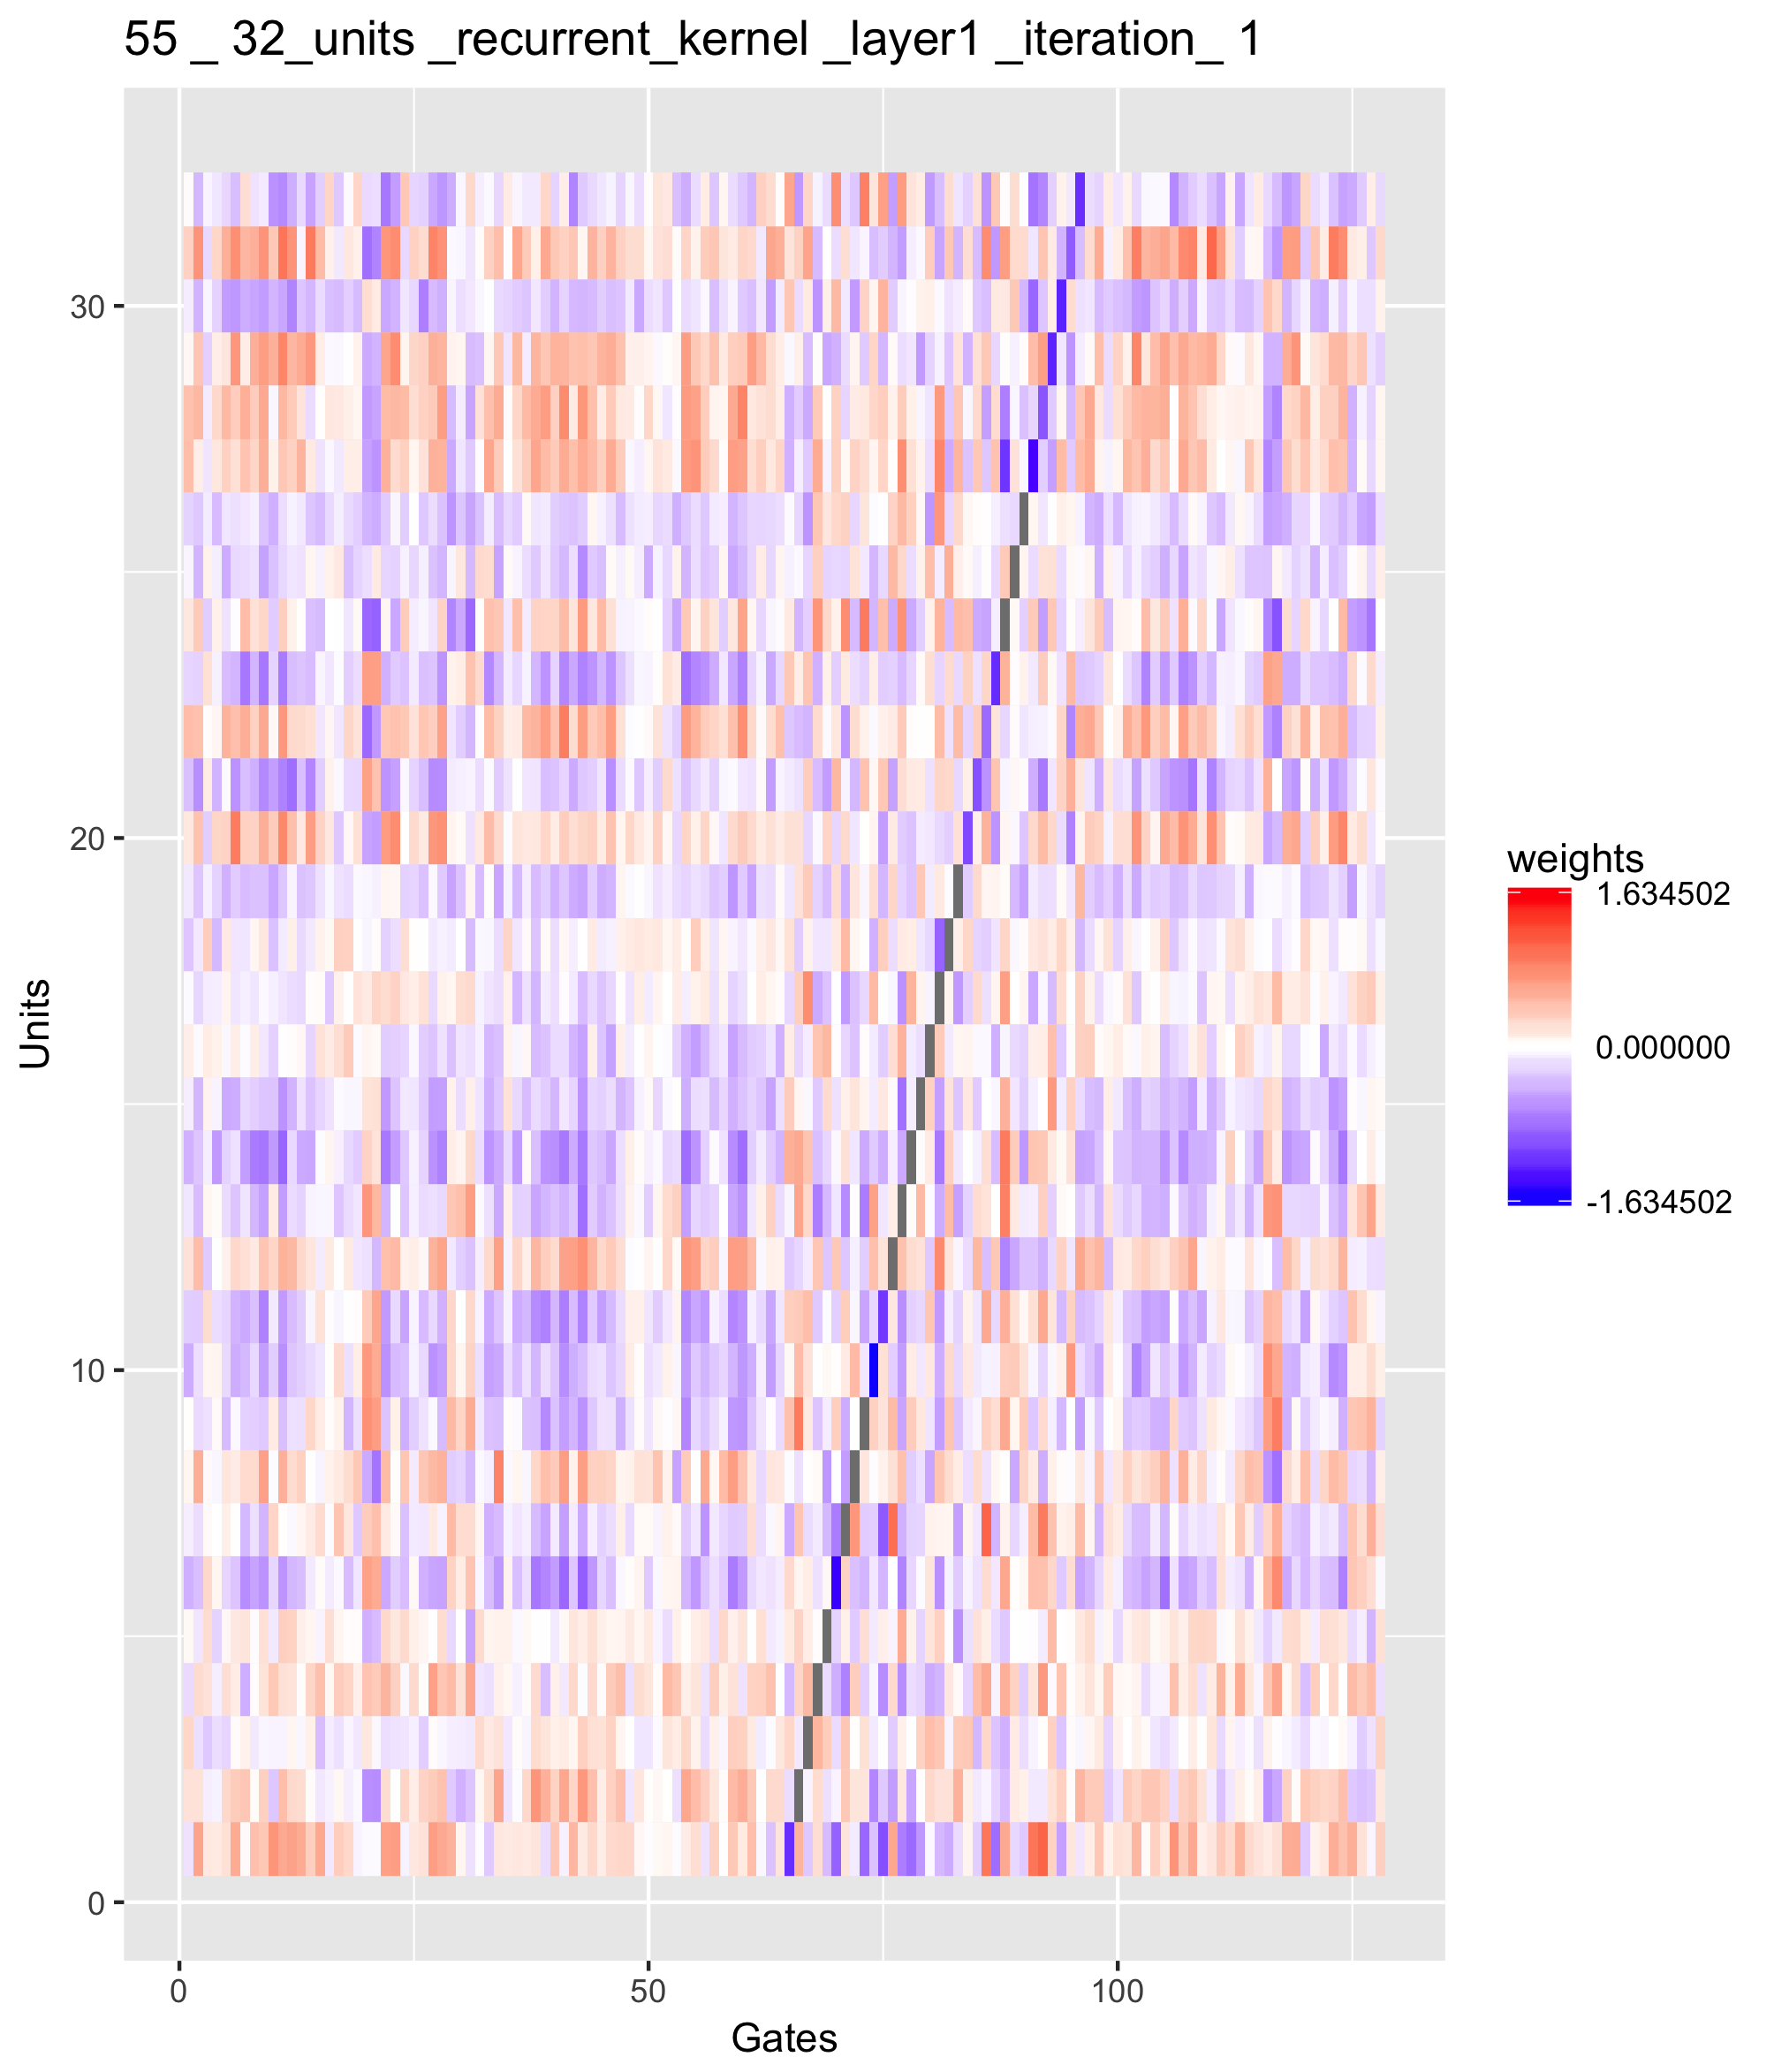 55 _ 32_units _recurrent_kernel _layer1 _iteration_ 1
30
20
10
0
Units
0 50 100
Gates
weights
1.634502
0.000000
-1.634502